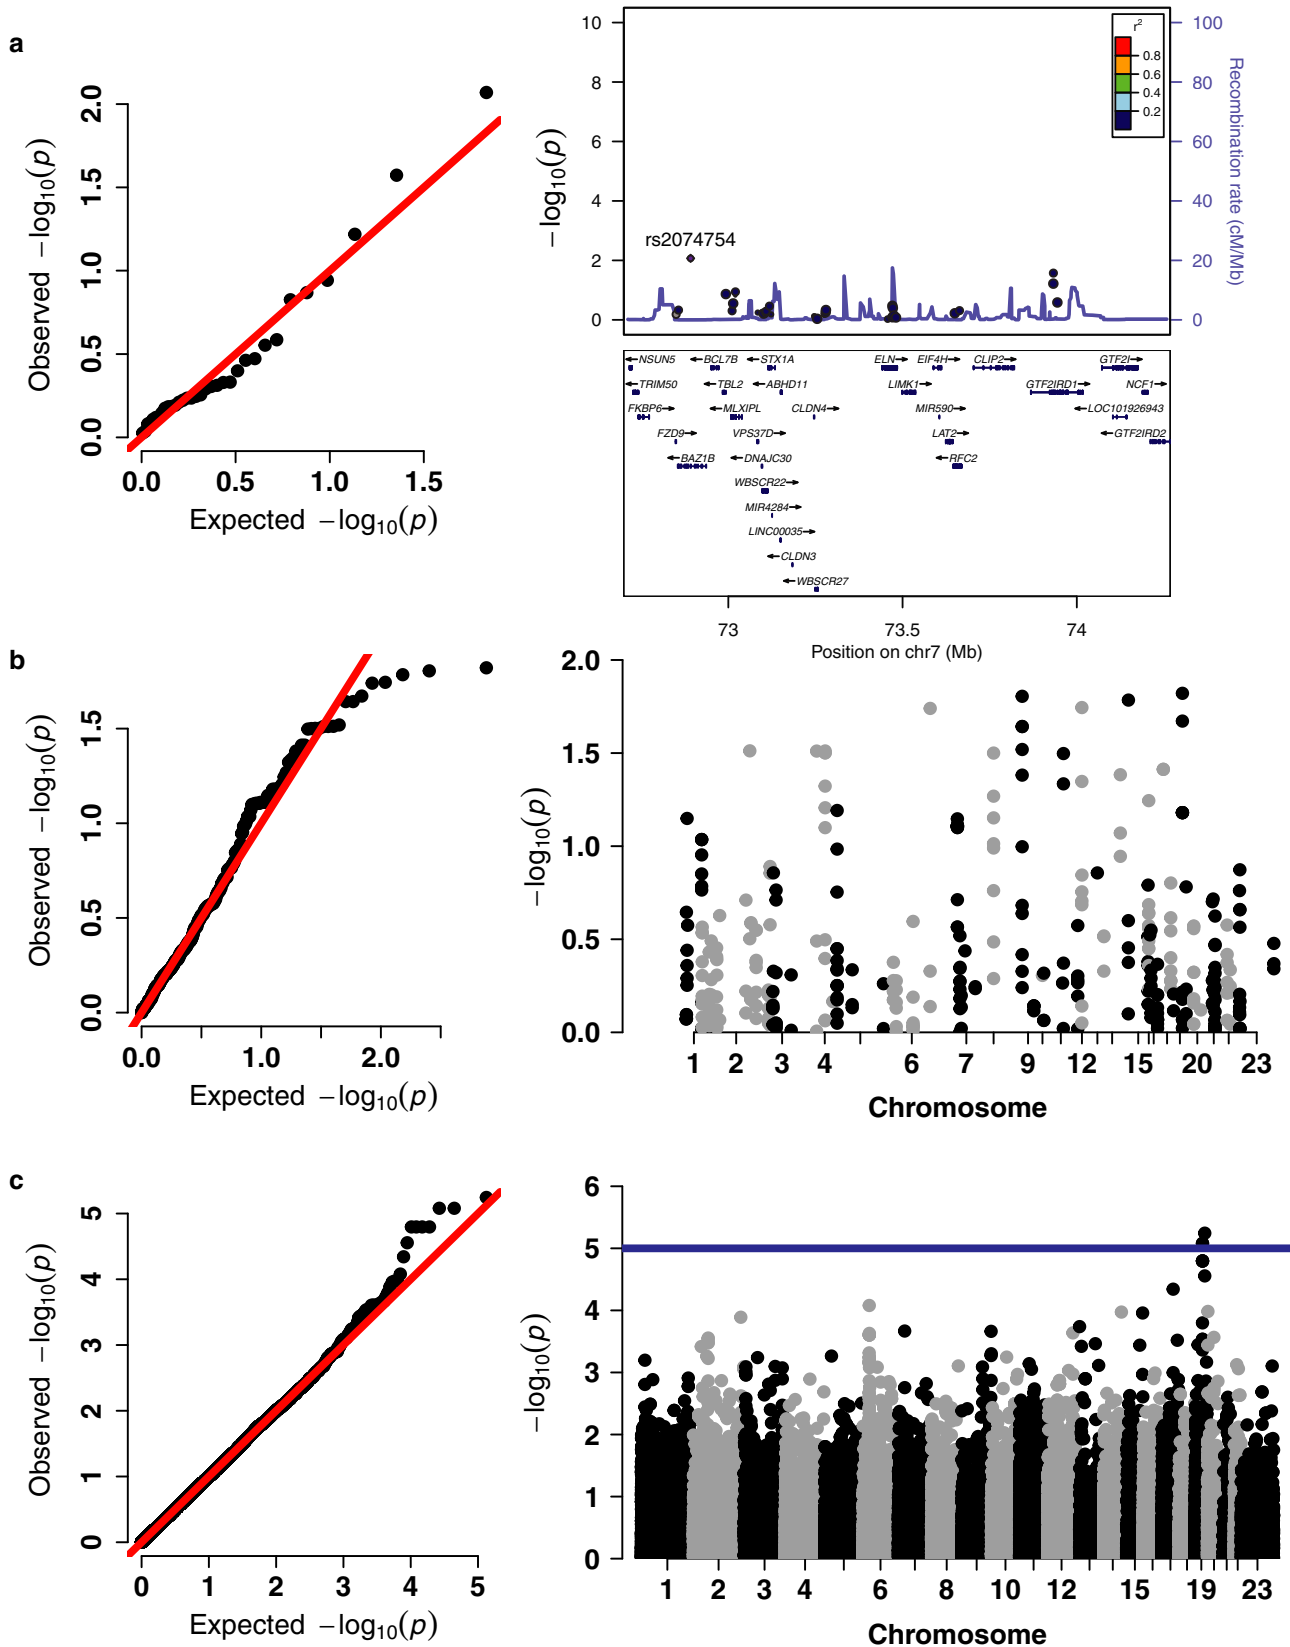 a
Observed −log10(p)
0.0 0.5 1.0 1.5 2.0
0.0 0.5 1.0 1.5
Expected −log10(p)
−log10(p)
10
8
6
4
2
0
rs2074754
r2
0.8
0.6
0.4
0.2
100
80
60
40
20
0
Recombination rate (cM/Mb)
←NSUN5 ←BCL7B ←STX1A ELN→ EIF4H→ CLIP2→ GTF2I→
←TRIM50 ←TBL2 ←ABHD11 LIMK1→ GTF2IRD1→ NCF1→
FKBP6→ ←MLXIPL CLDN4→ MIR590→ ←LOC101926943
FZD9→ VPS37D→ LAT2→ ←GTF2IRD2
←BAZ1B ←DNAJC30 ←RFC2
WBSCR22→
MIR4284→
LINC00035→
←CLDN3
←WBSCR27
73 73.5 74
Position on chr7 (Mb)
b
Observed −log10(p)
0.0 0.5 1.0 1.5
0.0 1.0 2.0
Expected −log10(p)
−log10(p)
2.0
1.5
1.0
0.5
0.0
1 2 3 4 6 7 9 12 15 20 23
Chromosome
c
Observed −log10(p)
0 1 2 3 4 5
0 1 2 3 4 5
Expected −log10(p)
−log10(p)
6
5
4
3
2
1
0
1 2 3 4 6 8 10 12 15 19 23
Chromosome